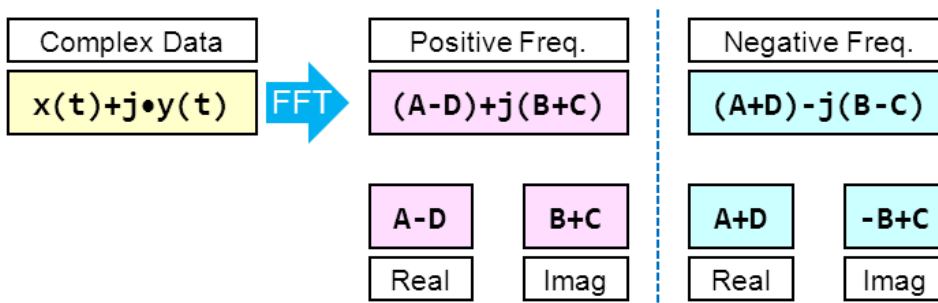 Complex Data
Positive Freq.
Negative Freq.
x(t)+j•y(t)
FFT
(A-D)+j(B+C)
(A+D)-j(B-C)
A-D
B+C
A+D
-B+C
Real
Imag
Real
Imag